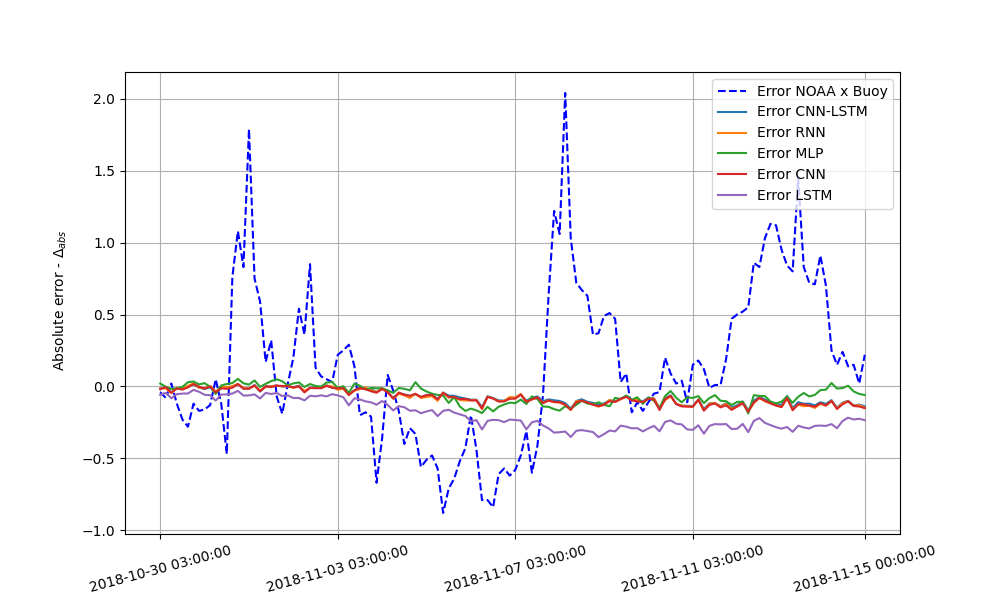 2.0
1.5
1.0
0.5
0.0
−0.5
−1.0
Absolute error - Δabs
Error NOAA x Buoy
Error CNN-LSTM
Error RNN
Error MLP
Error CNN
Error LSTM
2018-10-30 03:00:00
2018-11-03 03:00:00
2018-11-07 03:00:00
2018-11-11 03:00:00
2018-11-15 00:00:00